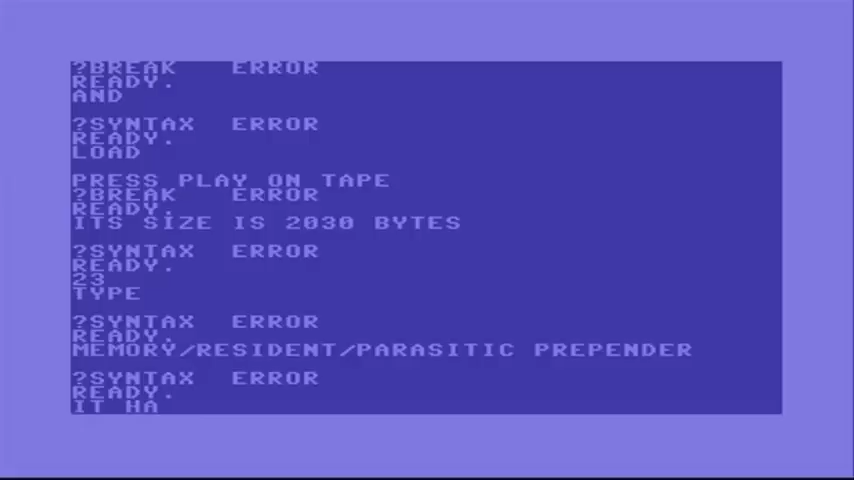 ?BREAK ERROR
READY.
AND
?SYNTAX ERROR
READY.
LOAD
PRESS PLAY ON TAPE
?BREAK ERROR
READY.
ITS SIZE IS 2030 BYTES
?SYNTAX ERROR
READY.
23
TYPE
?SYNTAX ERROR
READY.
MEMORY/RESIDENT/PARASITIC PREPENDER
?SYNTAX ERROR
READY.
IT HA